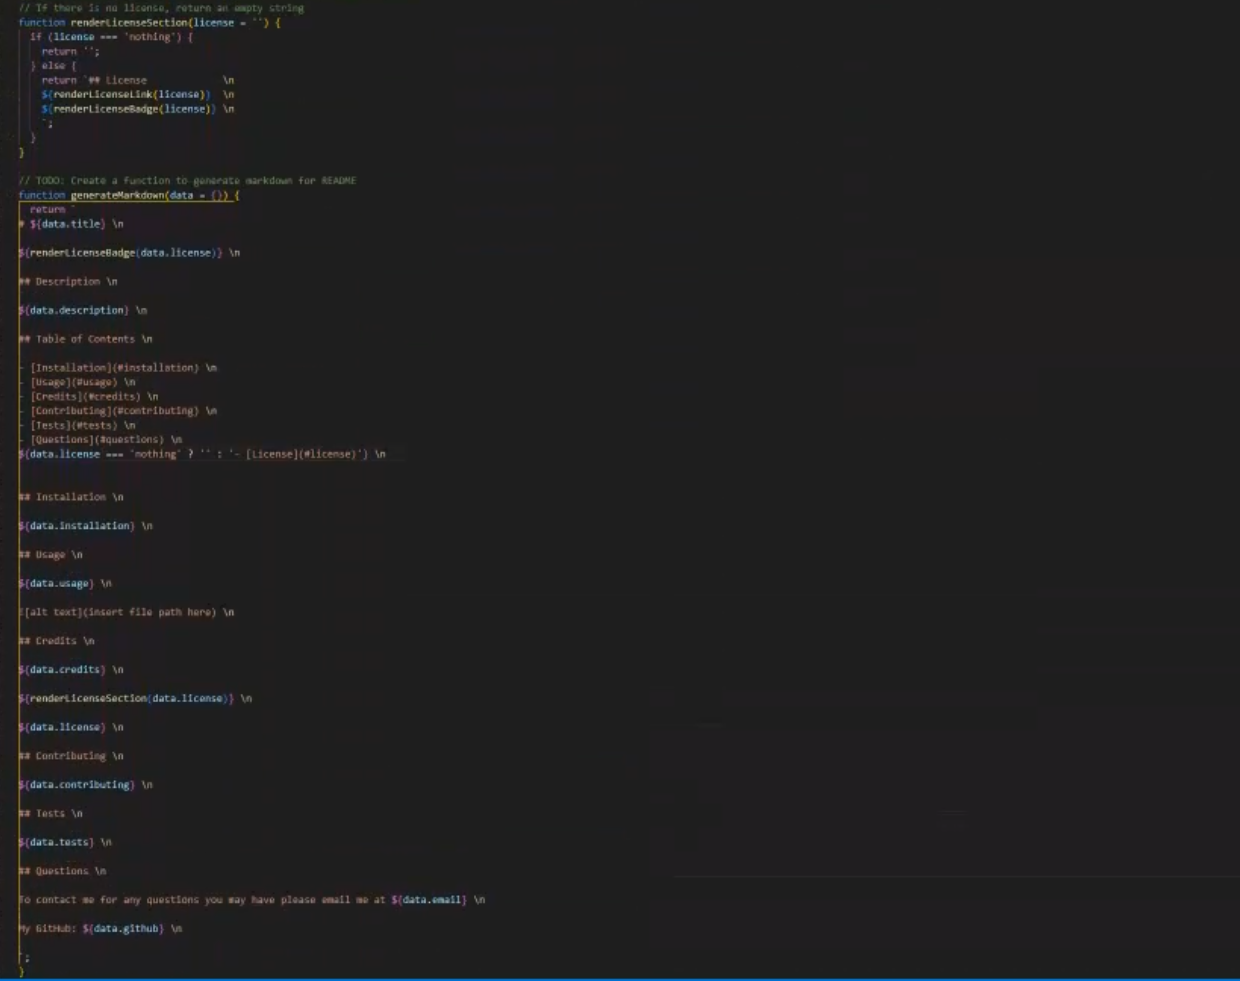 // If there is no license, return an empty string
function renderLicenseSection(license = '') {
if (license === 'nothing') {
return '';
} else {
return `## License \n
${renderLicenseLink(license)} \n
${renderLicenseBadge(license)} \n
`;
}
}
// TODO: Create a function to generate markdown for README
function generateMarkdown(data = {}) {
return `
# ${data.title} \n
${renderLicenseBadge(data.license)} \n
## Description \n
${data.description} \n
## Table of Contents \n
- [Installation](#installation) \n
- [Usage](#usage) \n
- [Credits](#credits) \n
- [Contributing](#contributing) \n
- [Tests](#tests) \n
- [Questions](#questions) \n
${data.license === 'nothing' ? '' : '- [License](#license)'} \n
## Installation \n
${data.installation} \n
## Usage \n
${data.usage} \n
![alt text](insert file path here) \n
## Credits \n
${data.credits} \n
${renderLicenseSection(data.license)} \n
${data.license} \n
## Contributing \n
${data.contributing} \n
## Tests \n
${data.tests} \n
## Questions \n
To contact me for any questions you may have please email me at ${data.email} \n
My GitHub: ${data.github} \n
`;
}